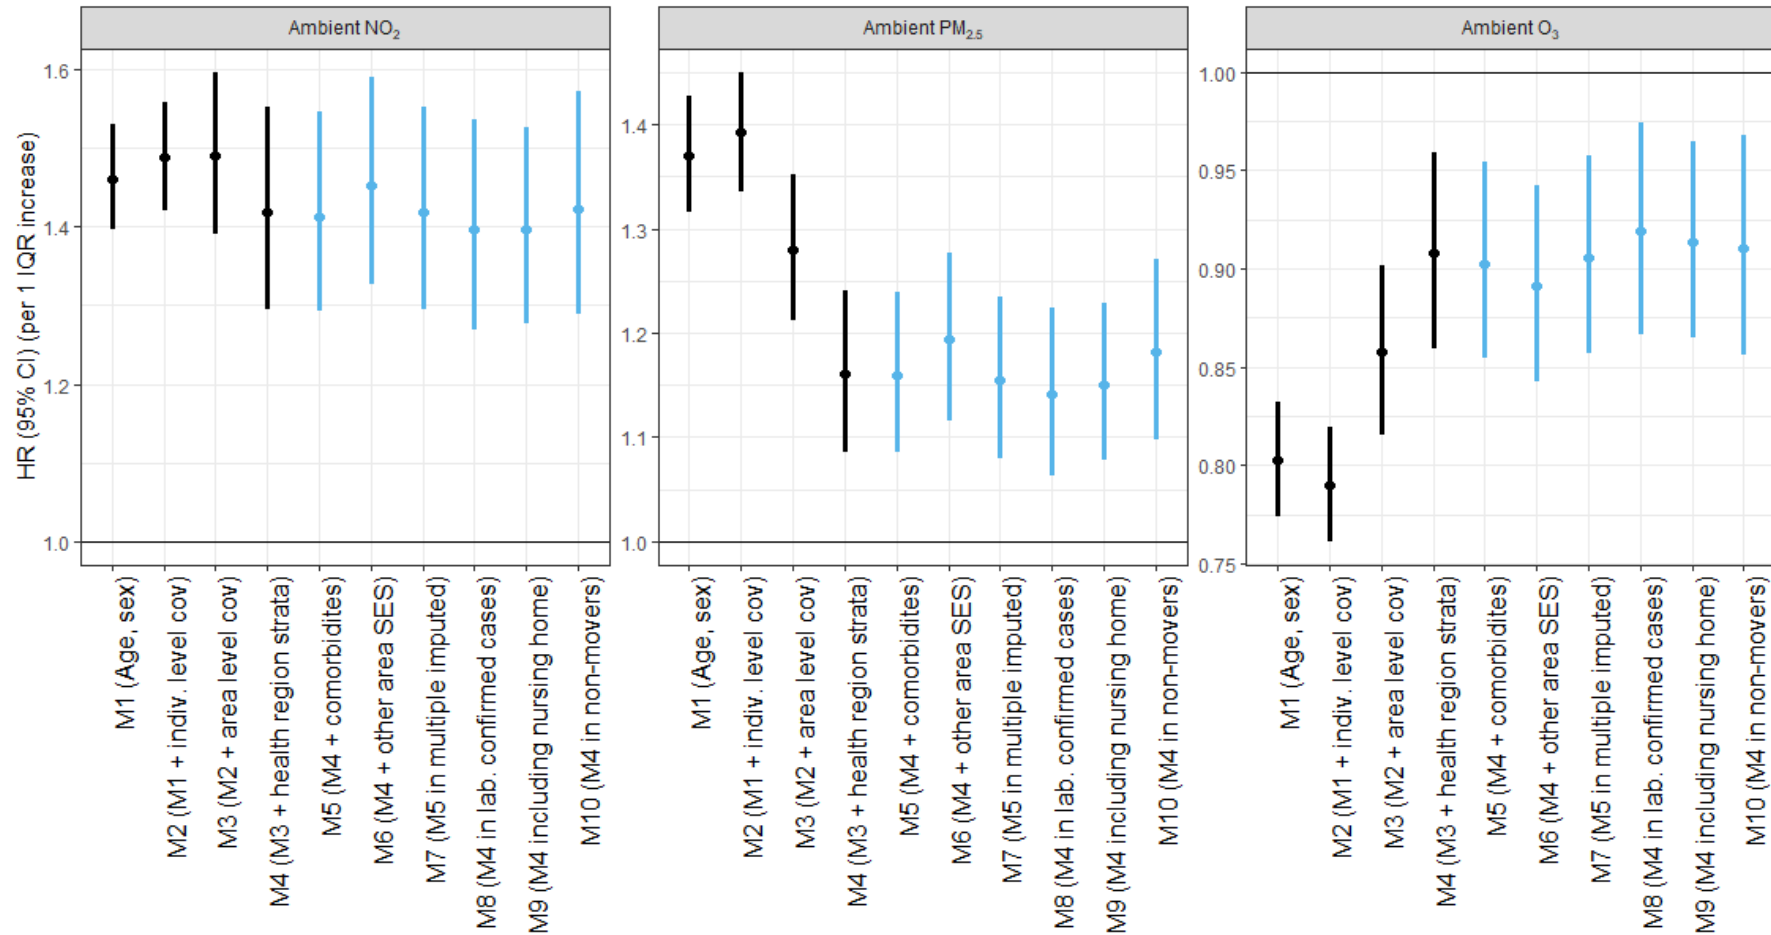 Ambient NO₂
Ambient PM₂.₅
Ambient O₃
HR (95% CI) (per 1 IQR increase)
1.6
1.4
1.2
1.0
1.4
1.3
1.2
1.1
1.0
1.00
0.95
0.90
0.85
0.80
0.75
M1 (Age, sex)
M2 (M1 + indiv. level cov)
M3 (M2 + area level cov)
M4 (M3 + health region strata)
M5 (M4 + comorbidites)
M6 (M4 + other area SES)
M7 (M5 in multiple imputed)
M8 (M4 in lab. confirmed cases)
M9 (M4 including nursing home)
M10 (M4 in non-movers)
M1 (Age, sex)
M2 (M1 + indiv. level cov)
M3 (M2 + area level cov)
M4 (M3 + health region strata)
M5 (M4 + comorbidites)
M6 (M4 + other area SES)
M7 (M5 in multiple imputed)
M8 (M4 in lab. confirmed cases)
M9 (M4 including nursing home)
M10 (M4 in non-movers)
M1 (Age, sex)
M2 (M1 + indiv. level cov)
M3 (M2 + area level cov)
M4 (M3 + health region strata)
M5 (M4 + comorbidites)
M6 (M4 + other area SES)
M7 (M5 in multiple imputed)
M8 (M4 in lab. confirmed cases)
M9 (M4 including nursing home)
M10 (M4 in non-movers)